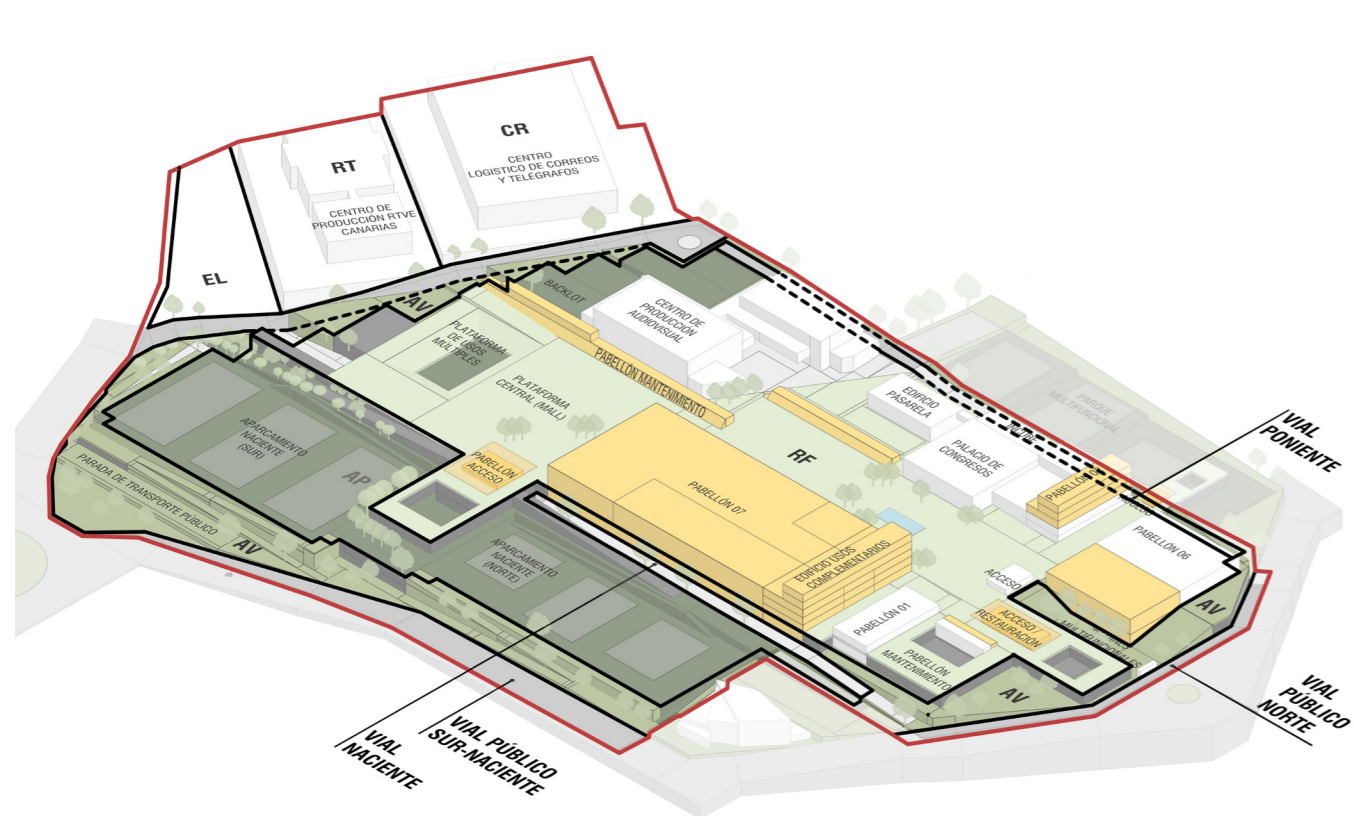 CR
CENTRO
LOGISTICO DE CORREOS
Y TELÉGRAFOS
RT
CENTRO DE
PRODUCCIÓN RTVE
CANARIAS
EL
AV
BACKLOT
CENTRO DE
PRODUCCIÓN
AUDIOVISUAL
PLATAFORMA
DE USOS
MÚLTIPLES
PABELLÓN MANTENIMIENTO
PLATAFORMA
CENTRAL (MALL)
EDIFICIO
PASARELA
PARQUE
MULTIFUNCIONAL
PALACIO DE
CONGRESOS
RF
VIAL
PONIENTE
APARCAMIENTO
NACIENTE
(SUR)
AP
PABELLÓN
ACCESO
PABELLÓN
PABELLÓN 07
PABELLÓN 06
PARADA DE TRANSPORTE PÚBLICO
AV
APARCAMIENTO
NACIENTE
(NORTE)
EDIFICIO USOS
COMPLEMENTARIOS
ACCESO
ACCESO /
RESTAURACIÓN
PABELLÓN 01
PABELLÓN
MANTENIMIENTO
MULTIFUNCIONALES
AV
AV
VIAL
PÚBLICO
NORTE
VIAL
NACIENTE
VIAL PÚBLICO
SUR-NACIENTE